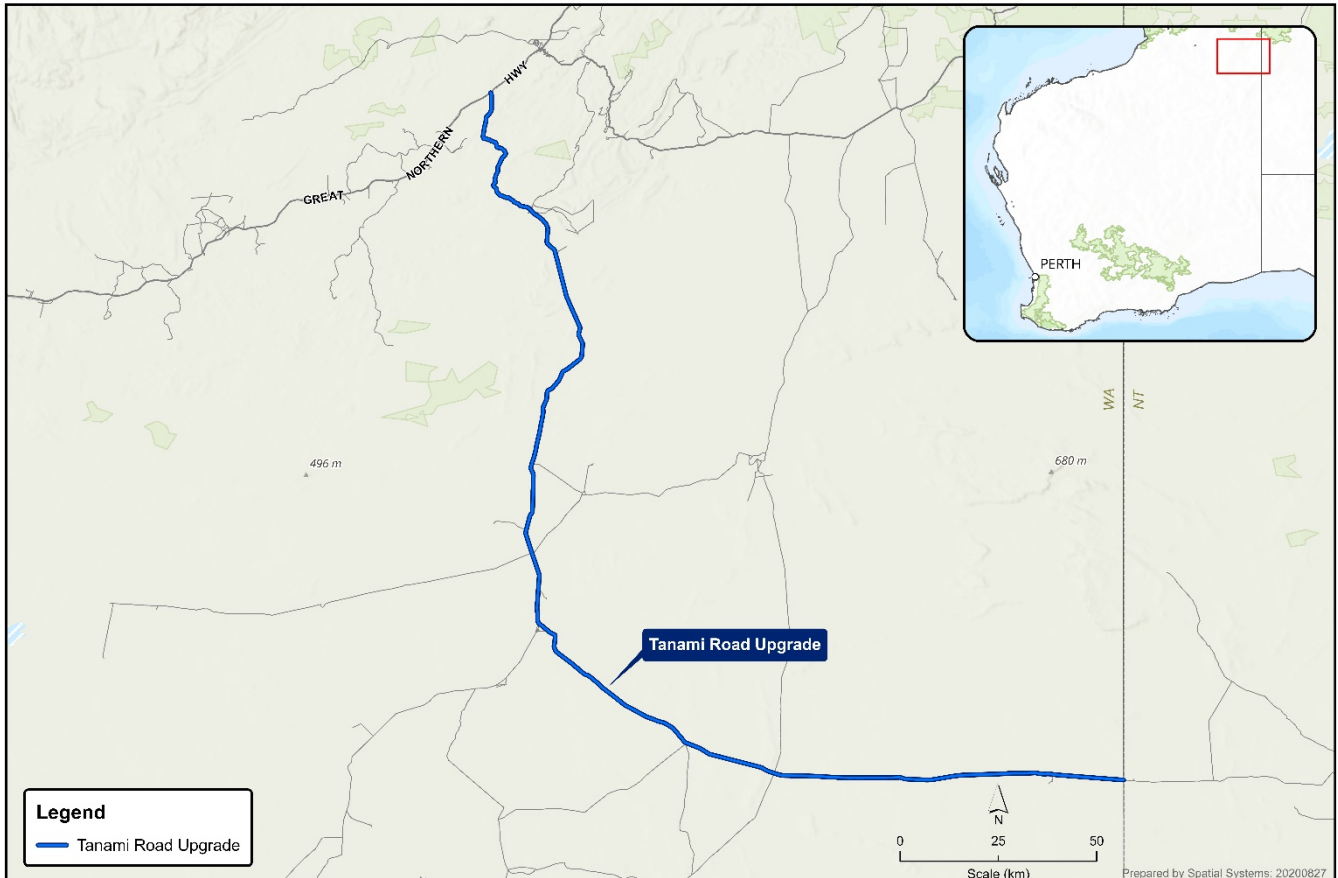 HWY
NORTHERN
GREAT
PERTH
WA
NT
496 m
680 m
Tanami Road Upgrade
Legend
Tanami Road Upgrade
N
0 25 50
Scale (km)
Prepared by Spatial Systems: 20200827